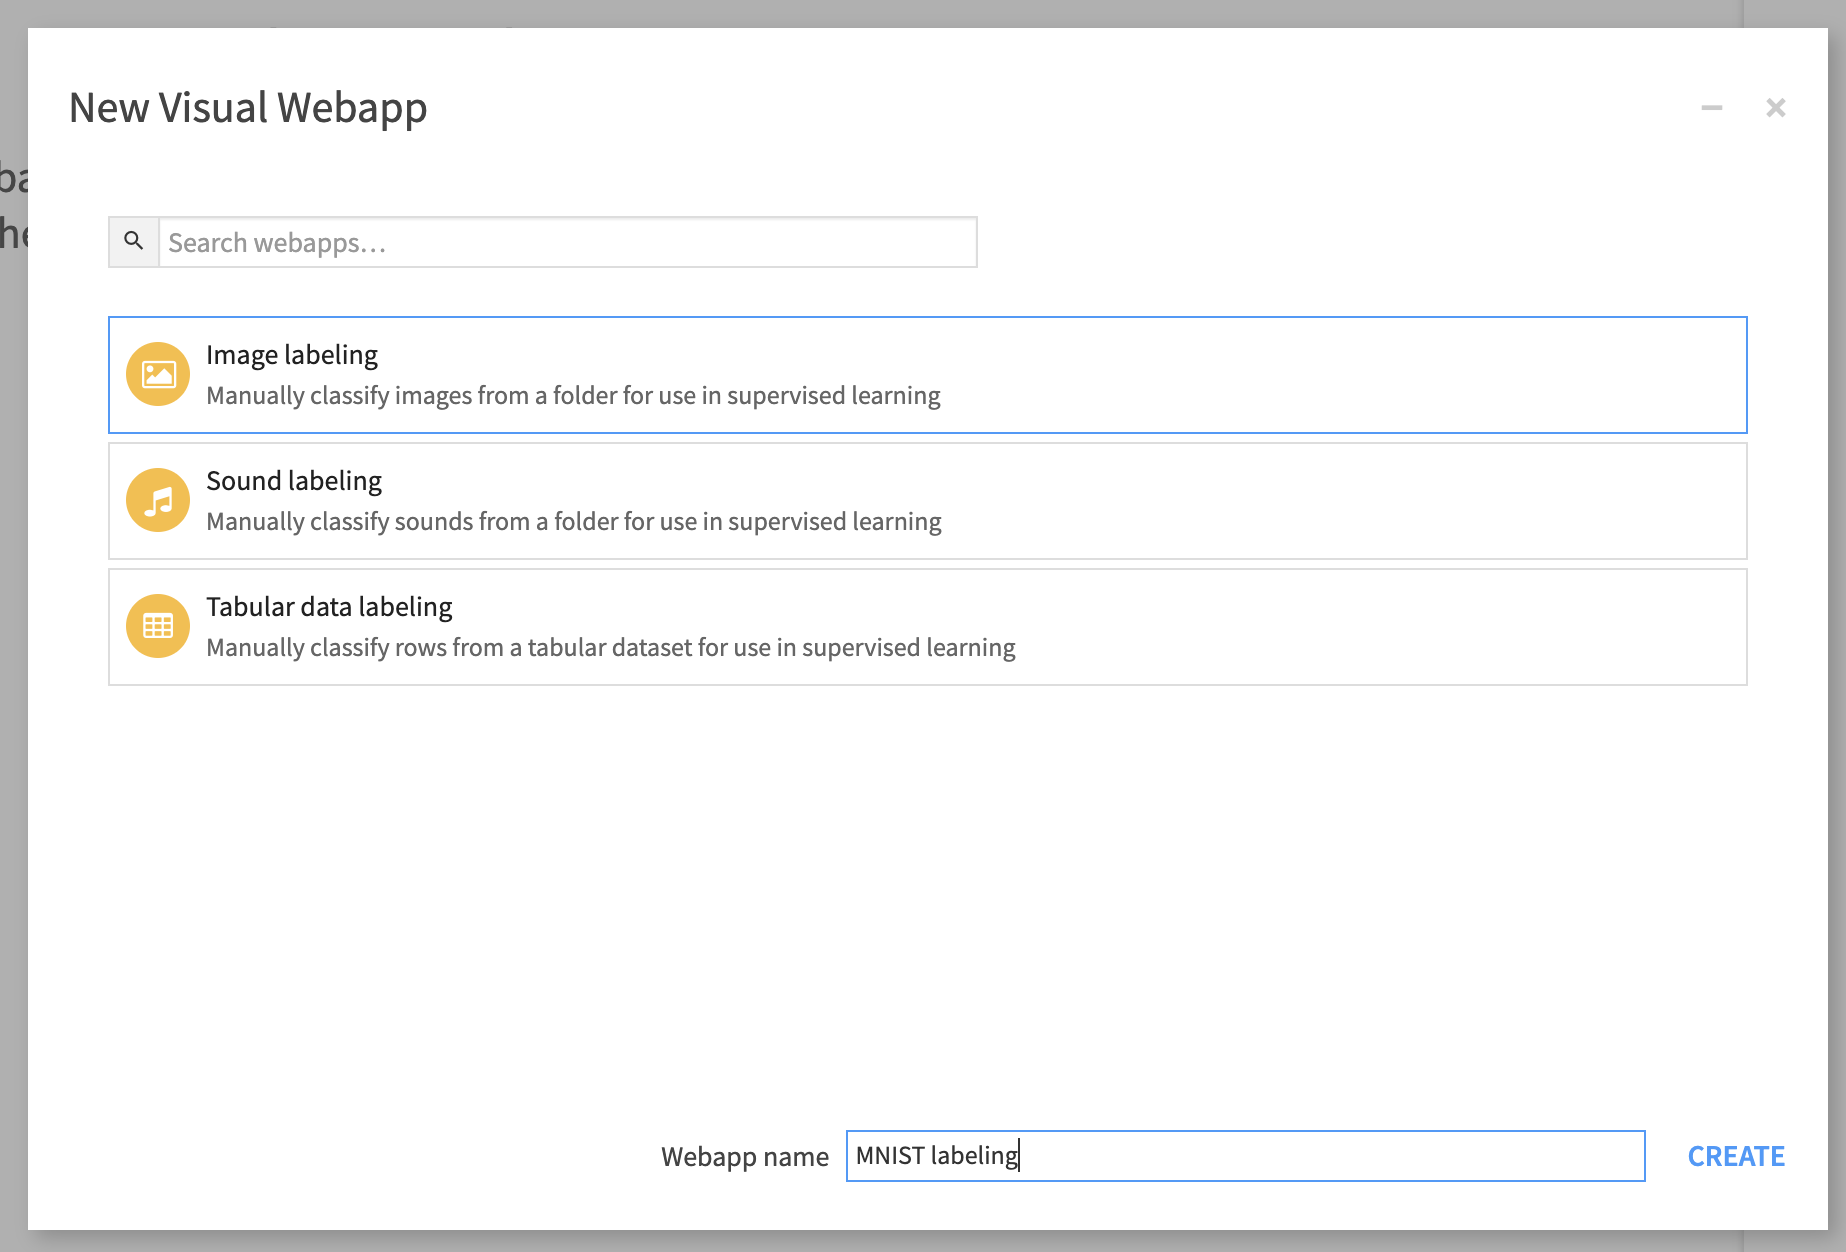 New Visual Webapp
Search webapps...
Image labeling
Manually classify images from a folder for use in supervised learning
Sound labeling
Manually classify sounds from a folder for use in supervised learning
Tabular data labeling
Manually classify rows from a tabular dataset for use in supervised learning
Webapp name MNIST labeling CREATE